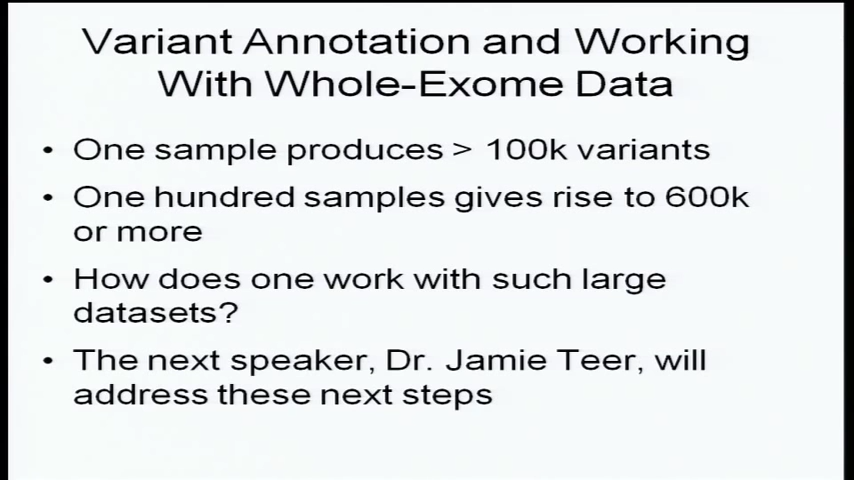 Variant Annotation and Working
With Whole-Exome Data
• One sample produces > 100k variants
• One hundred samples gives rise to 600k
or more
• How does one work with such large
datasets?
• The next speaker, Dr. Jamie Teer, will
address these next steps